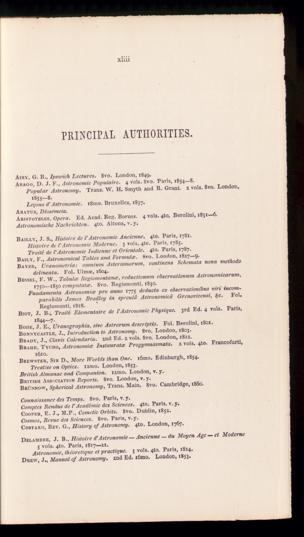 xliii
PRINCIPAL AUTHORITIES.
AIRY, G. B., Ipswich Lectures. 8vo. London, 1849.
ARAGO, D. J. F., Astronomie Populaire. 4 vols. 8vo. Paris, 1854—8.
Popular Astronomy. Trans. W. H. Smyth and R. Grant. 2 vols. 8vo. London,
1855—8.
Leçons d'Astronomie. 18mo. Bruxelles, 1837.
ARATUS, Diosemeia.
ARISTOTELES, Opera. Ed. Acad. Reg. Boruss. 4 vols. 4to. Berolini, 1831—6.
Astronomische Nachrichten. 4to. Altona, v. y.
BAILLY, J. S., Histoire de l'Astronomie Ancienne. 4to. Paris, 1781.
Histoire de l'Astronomie Moderne. 3 vols. 4to. Paris, 1785.
Traité de l'Astronomie Indienne et Orientale. 4to. Paris, 1787.
BAILY, F., Astronomical Tables and Formulæ. 8vo. London, 1827—9.
BAYER, Uranometria: omnium Asterismorum, continens Schemata nova methodo
delineata. Fol. Ulmæ, 1604.
BESSEL, F. W., Tabulæ Regiomontanæ, reductionum observationum Astronomicarum,
1750—1850 computatæ. 8vo. Regiomonti, 1830.
Fundamenta Astronomiæ pro anno 1775 deducta ex observationibus viri incom-
parabilis James Bradley in speculâ Astronomicâ Grenovicensi, &c. Fol.
Regiomonti, 1818.
BIOT, J. B., Traité Elementaire de l'Astronomie Physique. 3rd Ed. 4 vols. Paris,
1844—7.
BODE, J. E., Uranographia, sive Astrorum descriptio. Fol. Berolini, 1801.
BONNYCASTLE, J., Introduction to Astronomy. 8vo. London, 1803.
BRADY, J., Clavis Calendaria. 2nd Ed. 2 vols. 8vo. London, 1812.
BRAHE, TYCHO, Astronomiæ Instauratæ Progymnasmata. 2 vols. 4to. Francofurti,
1610.
BREWSTER, SIR D., More Worlds than One. 16mo. Edinburgh, 1854.
Treatise on Optics. 12mo. London, 1853.
British Almanac and Companion. 12mo. London, v. y.
BRITISH ASSOCIATION Reports. 8vo. London, v. y.
BRÜNNOW, Spherical Astronomy, Trans. Main. 8vo. Cambridge, 1860.
Connaissance des Temps. 8vo. Paris, v. y.
Comptes Rendus de l'Académie des Sciences. 4to. Paris, v. y.
COOPER, E. J., M.P., Cometic Orbits. 8vo. Dublin, 1852.
Cosmos, Revue des Sciences. 8vo. Paris, v. y.
COSTARD, REV. G., History of Astronomy. 4to. London, 1767.
DELAMBRE, J. B., Histoire d'Astronomie — Ancienne — du Moyen Age — et Moderne
5 vols. 4to. Paris, 1817—21.
Astronomie, théoretique et practique. 3 vols. 4to. Paris, 1814.
DREW, J., Manual of Astronomy. 2nd Ed. 16mo. London, 1853.